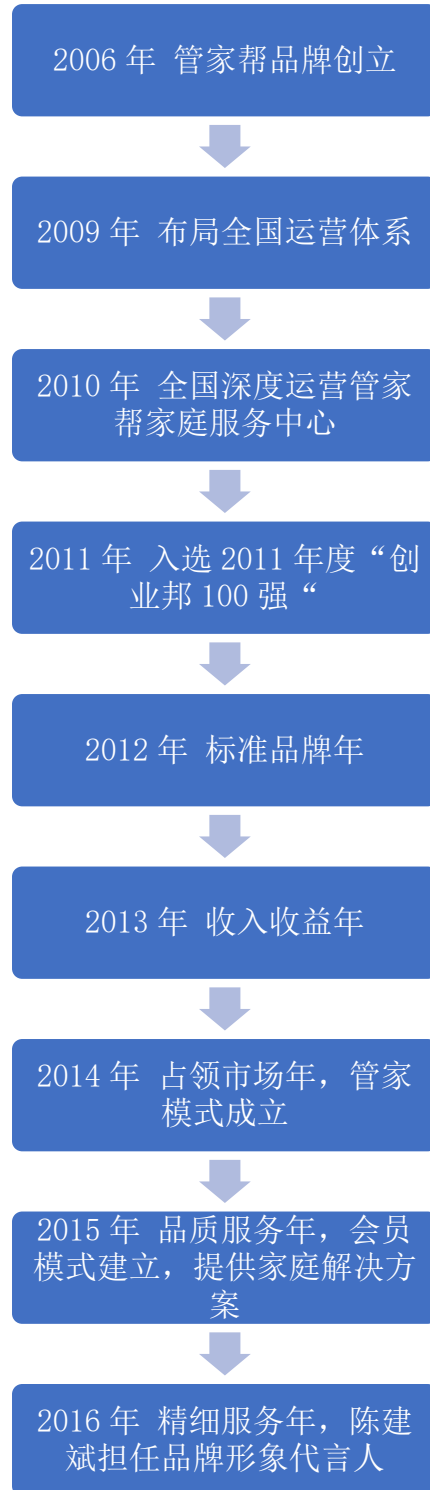 2006 年 管家帮品牌创立
2009 年 布局全国运营体系
2010 年 全国深度运营管家
帮家庭服务中心
2011 年 入选 2011 年度“创
业邦 100 强“
2012 年 标准品牌年
2013 年 收入收益年
2014 年 占领市场年，管家
模式成立
2015 年 品质服务年，会员
模式建立，提供家庭解决方
案
2016 年 精细服务年，陈建
斌担任品牌形象代言人